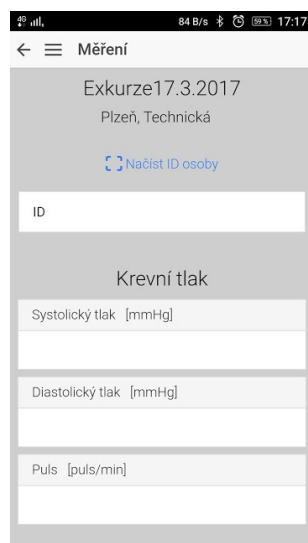 4G 84 B/s 59% 17:17
Měření
Exkurze17.3.2017
Plzeň, Technická
Načíst ID osoby
ID
Krevní tlak
Systolický tlak [mmHg]
Diastolický tlak [mmHg]
Puls [puls/min]